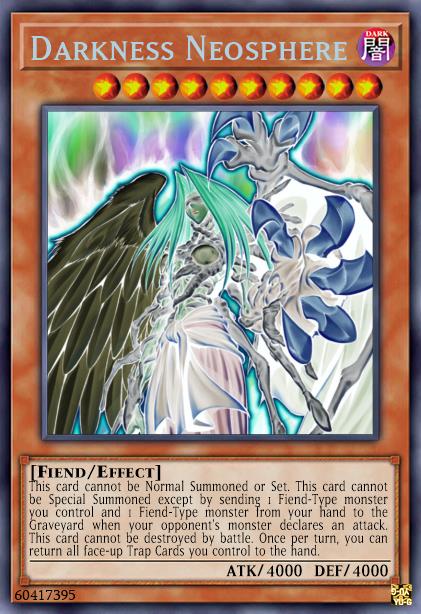 DARKNESS NEOSPHERE
DARK
闇
[FIEND/EFFECT]
This card cannot be Normal Summoned or Set. This card cannot
be Special Summoned except by sending 1 Fiend-Type monster
you control and 1 Fiend-Type monster from your hand to the
Graveyard when your opponent's monster declares an attack.
This card cannot be destroyed by battle. Once per turn, you can
return all face-up Trap Cards you control to the hand.
ATK/4000 DEF/4000
60417395